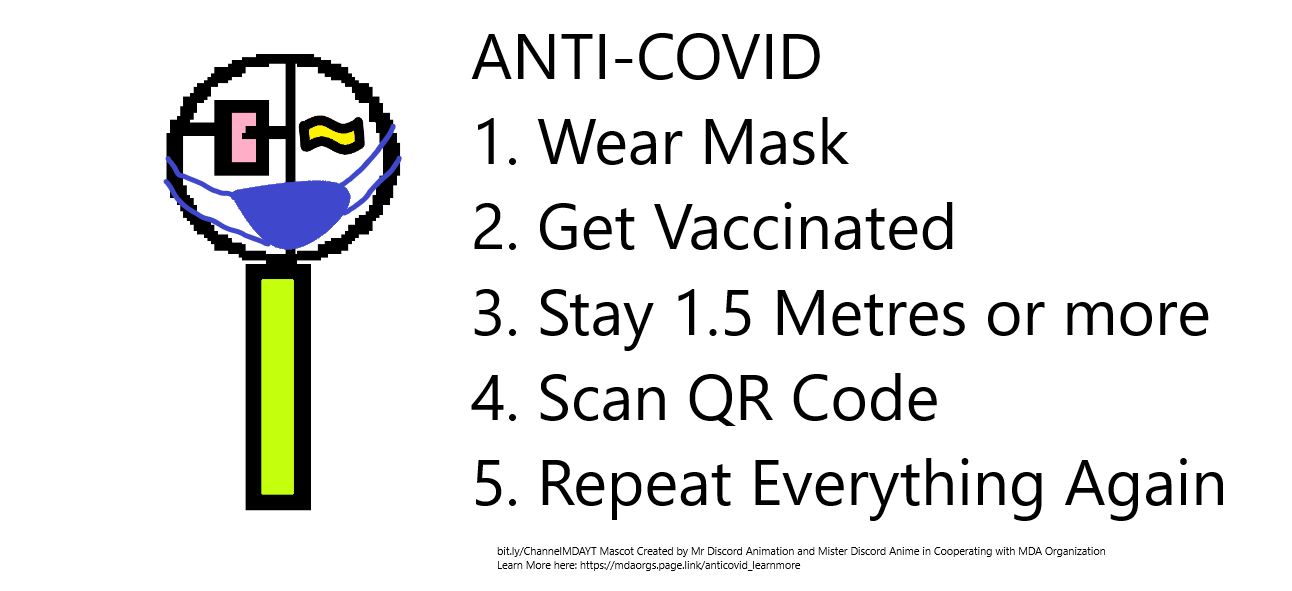 ANTI-COVID
1. Wear Mask
2. Get Vaccinated
3. Stay 1.5 Metres or more
4. Scan QR Code
5. Repeat Everything Again
bit.ly/ChannelMDAYT Mascot Created by Mr Discord Animation and Mister Discord Anime in Cooperating with MDA Organization
Learn More here: https://mdaorgs.page.link/anticovid_learnmore